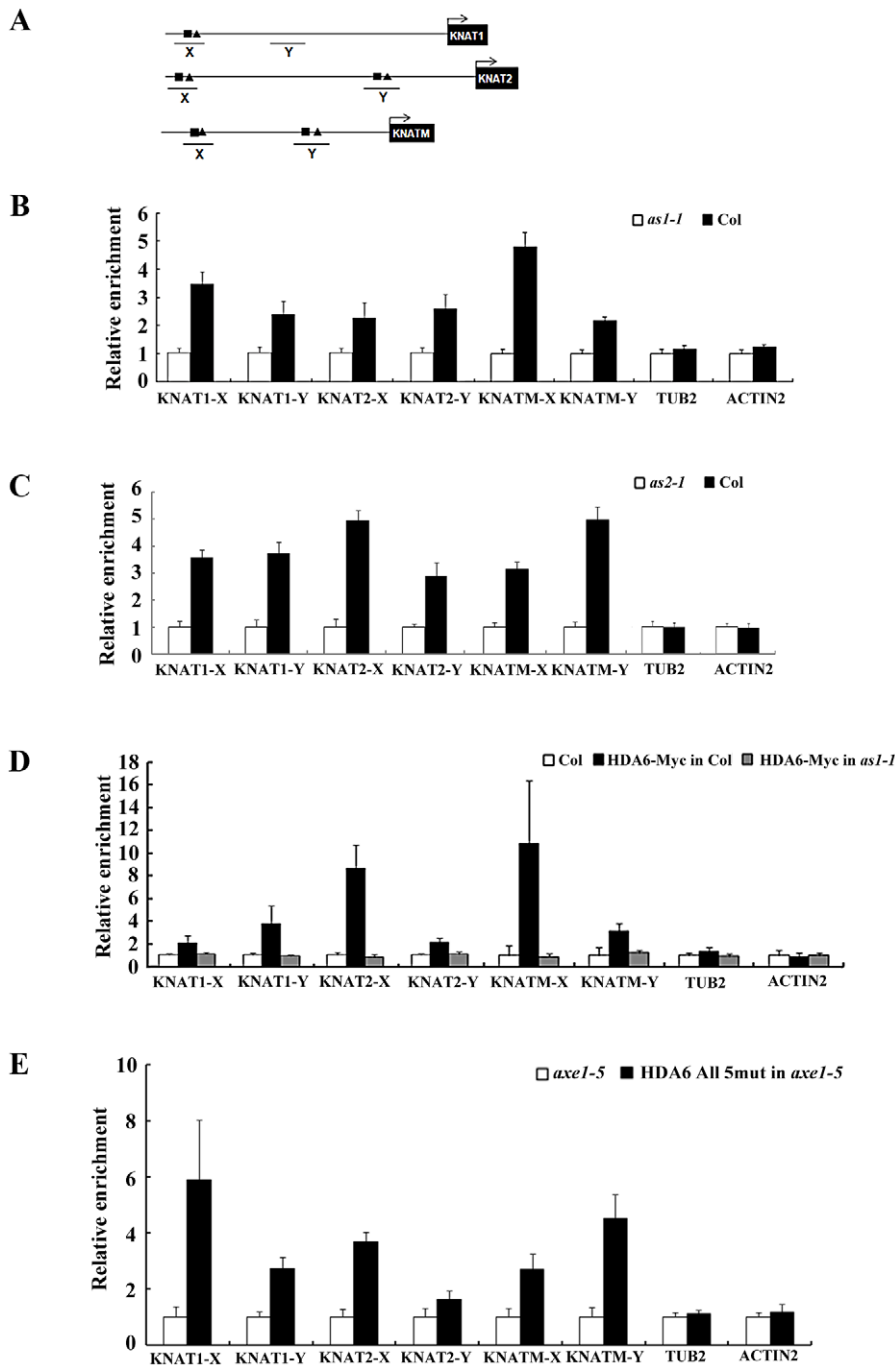 A
KNAT1
X Y
KNAT2
X Y
KNATM
X Y
B
6
5
4
3
2
1
0
Relative enrichment
as1-1 Col
KNAT1-X KNAT1-Y KNAT2-X KNAT2-Y KNATM-X KNATM-Y TUB2 ACTIN2
C
6
5
4
3
2
1
0
Relative enrichment
as2-1 Col
KNAT1-X KNAT1-Y KNAT2-X KNAT2-Y KNATM-X KNATM-Y TUB2 ACTIN2
D
18
16
14
12
10
8
6
4
2
0
Relative enrichment
Col HDA6-Myc in Col HDA6-Myc in as1-1
KNAT1-X KNAT1-Y KNAT2-X KNAT2-Y KNATM-X KNATM-Y TUB2 ACTIN2
E
10
8
6
4
2
0
Relative enrichment
axe1-5 HDA6 All 5mut in axe1-5
KNAT1-X KNAT1-Y KNAT2-X KNAT2-Y KNATM-X KNATM-Y TUB2 ACTIN2